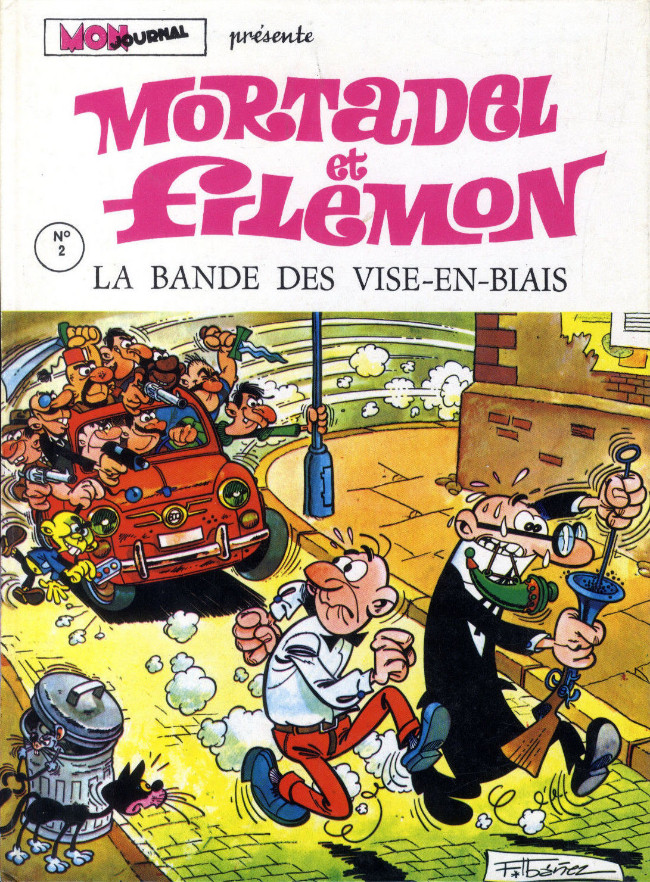 MON JOURNAL présente
MORTADEL
et
FILEMON
Nº
2
LA BANDE DES VISE-EN-BIAIS
F. Ibáñez